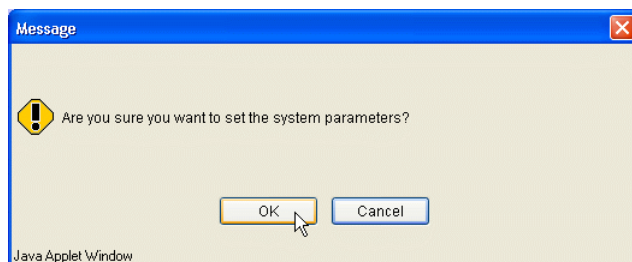 Message
Are you sure you want to set the system parameters?
OK
Cancel
Java Applet Window